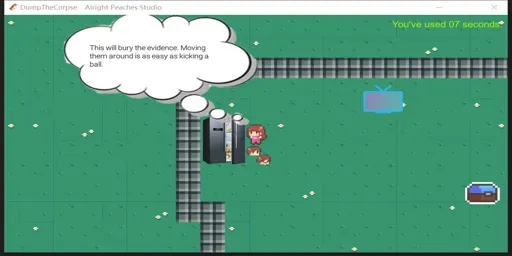 DumpTheCorpse Alright Peaches Studio
You've used 07 seconds.
This will bury the evidence. Moving
them around is as easy as kicking a
ball.